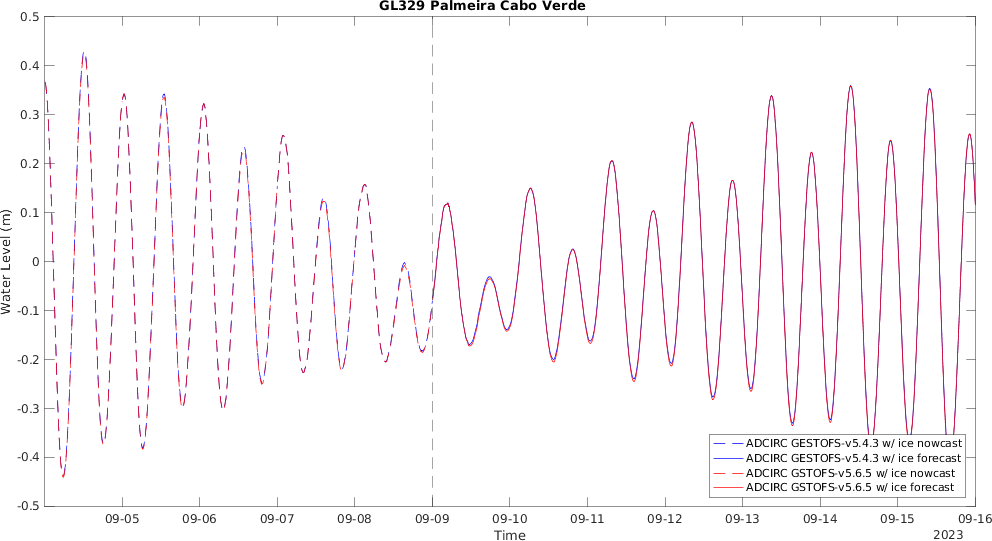 GL329 Palmeira Cabo Verde
0.5
0.4
0.3
0.2
0.1
0
-0.1
-0.2
-0.3
-0.4
-0.5
Water Level (m)
ADCIRC GESTOFS-v5.4.3 w/ ice nowcast
ADCIRC GESTOFS-v5.4.3 w/ ice forecast
ADCIRC GSTOFS-v5.6.5 w/ ice nowcast
ADCIRC GSTOFS-v5.6.5 w/ ice forecast
09-05 09-06 09-07 09-08 09-09 09-10 09-11 09-12 09-13 09-14 09-15 09-16
Time
2023